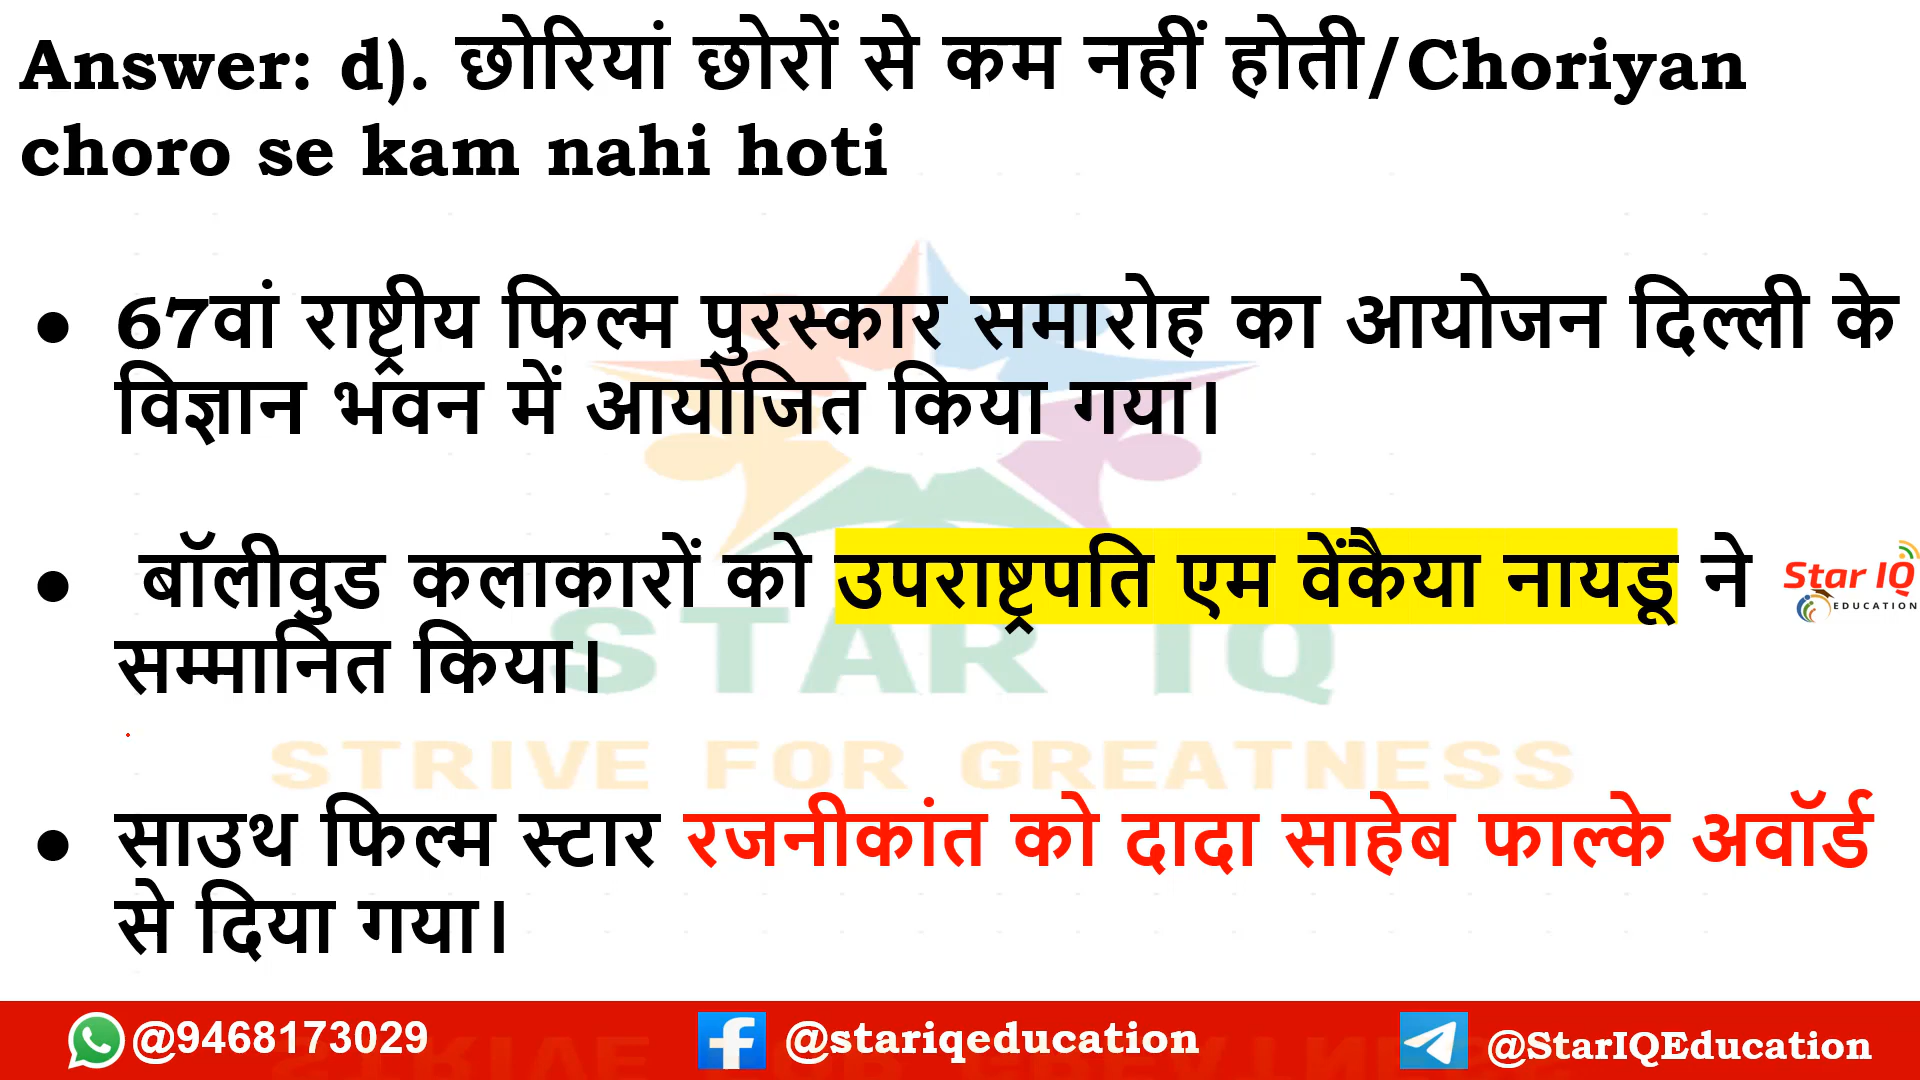 Answer: d). छोरियां छोरों से कम नहीं होती/Choriyan
choro se kam nahi hoti
● 67वां राष्ट्रीय फिल्म पुरस्कार समारोह का आयोजन दिल्ली के
विज्ञान भवन में आयोजित किया गया।
● बॉलीवुड कलाकारों को उपराष्ट्रपति एम वेंकैया नायडू ने
सम्मानित किया।
Star IQ
EDUCATION
STAR IQ
STRIVE FOR GREATNESS
● साउथ फिल्म स्टार रजनीकांत को दादा साहेब फाल्के अवॉर्ड
से दिया गया।
@9468173029
@stariqeducation
@StarIQEducation